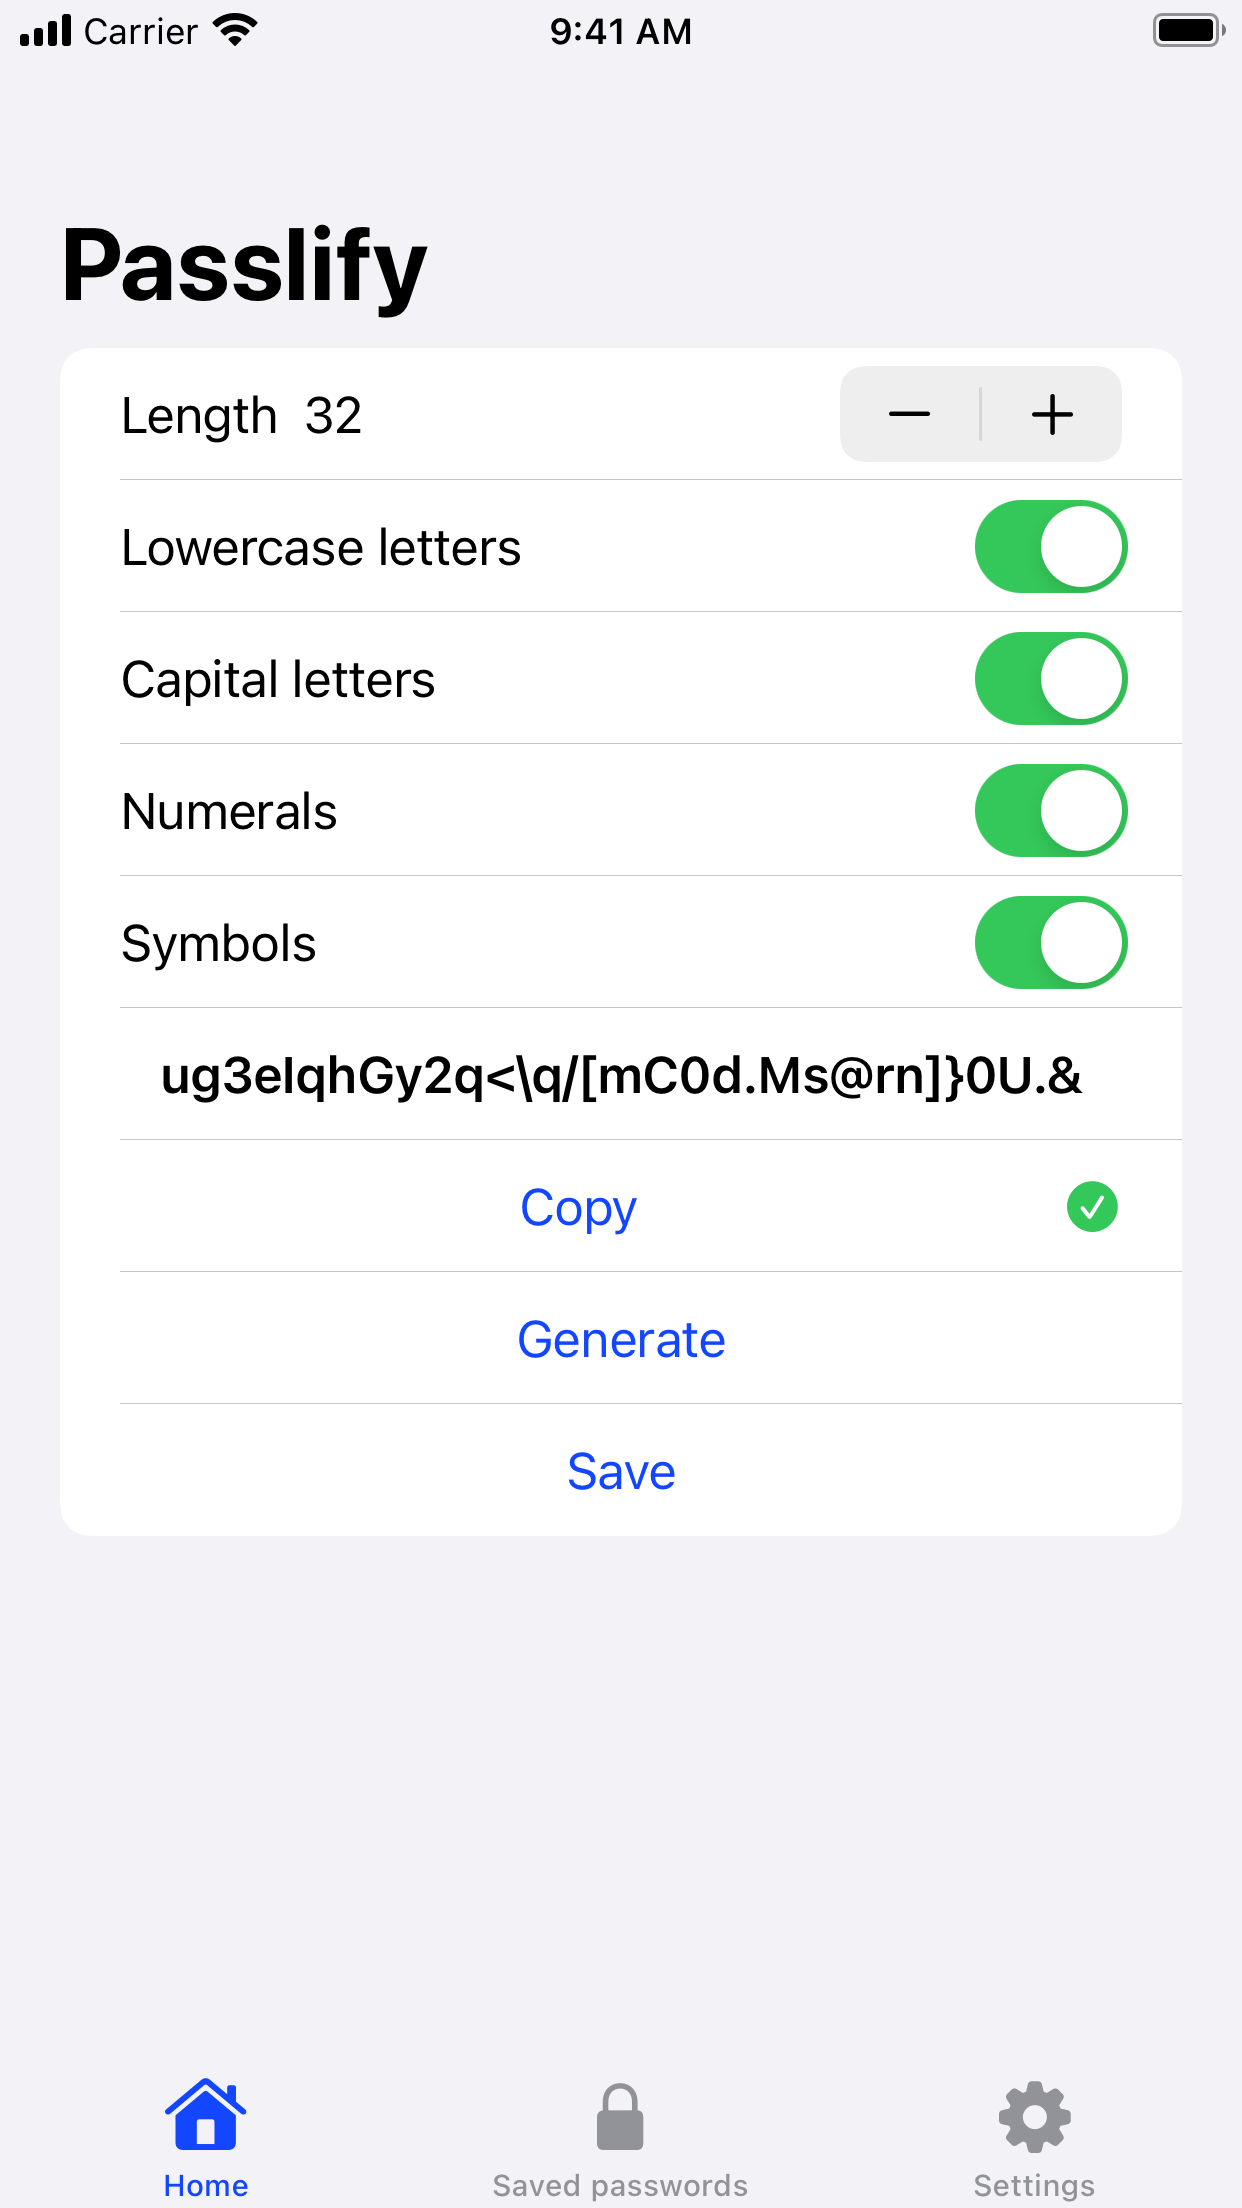 Carrier 9:41 AM
Passlify
Length 32
Lowercase letters
Capital letters
Numerals
Symbols
ug3eIqhGy2q<\q/[mC0d.Ms@rn]}0U.&
Copy
Generate
Save
Home Saved passwords Settings